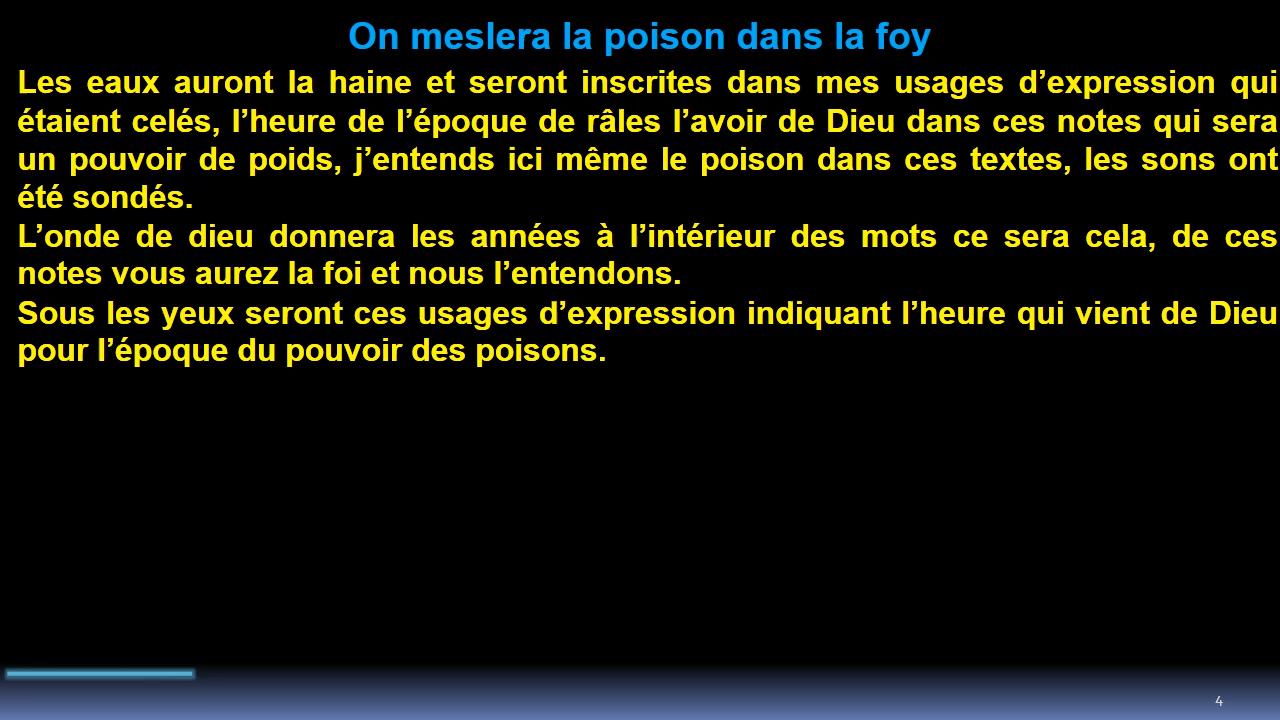 On meslera la poison dans la foy
Les eaux auront la haine et seront inscrites dans mes usages d’expression qui
étaient celés, l’heure de l’époque de râles l’avoir de Dieu dans ces notes qui sera
un pouvoir de poids, j’entends ici même le poison dans ces textes, les sons ont
été sondés.
L’onde de dieu donnera les années à l’intérieur des mots ce sera cela, de ces
notes vous aurez la foi et nous l’entendons.
Sous les yeux seront ces usages d’expression indiquant l’heure qui vient de Dieu
pour l’époque du pouvoir des poisons.
4